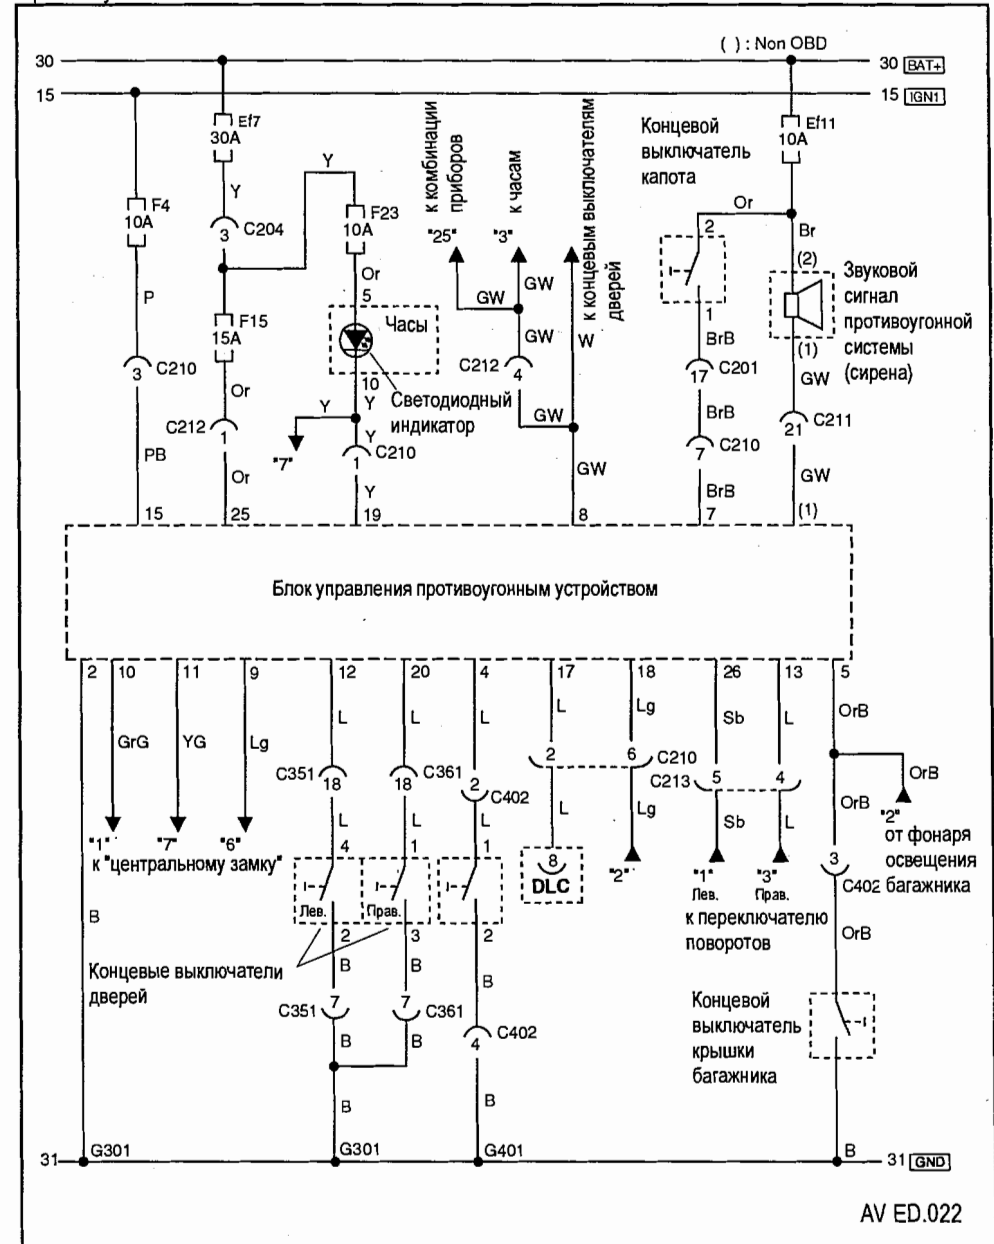 ( ) : Non OBD
30
30 BAT+
15
15 IGN1
Ef7
30A
Y
C204
3
F4
10A
P
C210
3
PB
15
F15
15A
Or
C212
1
Or
25
Y
F23
10A
Or
5
Часы
10
Светодиодный
индикатор
Y
Y
"7"
Y
C210
1
Y
19
к комбинации
приборов
"25"
к часам
"3"
к концевым выключателям
дверей
GW
GW
GW
W
C212
4
GW
GW
8
Концевой
выключатель
капота
Ef11
10A
Or
2
Br
1
BrB
C201
17
BrB
C210
7
BrB
7
(2)
Звуковой
сигнал
противоугонной
системы
(сирена)
(1)
GW
C211
21
GW
(1)
Блок управления противоугонным устройством
2
10
11
9
12
20
4
17
18
26
13
5
GrG
YG
Lg
L
L
L
L
Lg
Sb
L
OrB
C351
18
C361
18
2
C402
2
6
C210
C213
5
4
OrB
OrB
"2"
от фонаря
освещения
багажника
3
C402
"1"
"7"
"6"
к "центральному замку"
L
L
L
L
Lg
Sb
L
4
1
1
8
DLC
"2"
"1"
Лев.
"3"
Прав.
к переключателю
поворотов
Лев.
Прав.
2
3
2
B
B
B
B
OrB
Концевые выключатели
дверей
C351
7
7
C361
C402
4
B
B
Концевой
выключатель
крышки
багажника
B
B
31
G301
G301
G401
B
31 GND
AV ED.022